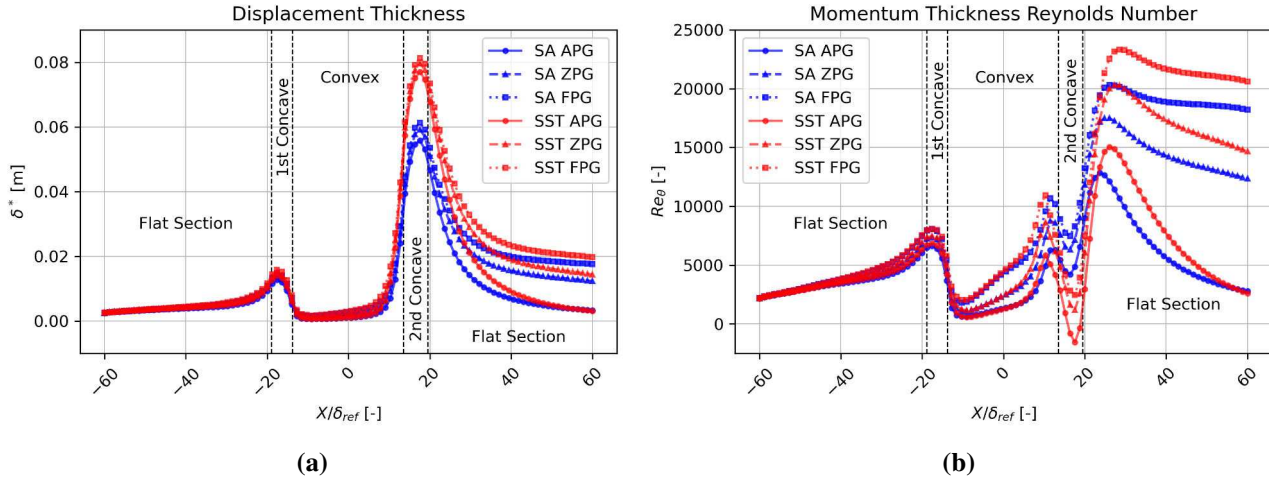 Displacement Thickness
0.08
0.06
0.04
0.02
0.00
δ* [m]
−60
−40
−20
0
20
40
60
X/δref [-]
Flat Section
1st Concave
Convex
2nd Concave
Flat Section
SA APG
SA ZPG
SA FPG
SST APG
SST ZPG
SST FPG
(a)
Momentum Thickness Reynolds Number
25000
20000
15000
10000
5000
0
Reθ [-]
−60
−40
−20
0
20
40
60
X/δref [-]
SA APG
SA ZPG
SA FPG
SST APG
SST ZPG
SST FPG
Flat Section
1st Concave
Convex
2nd Concave
Flat Section
(b)